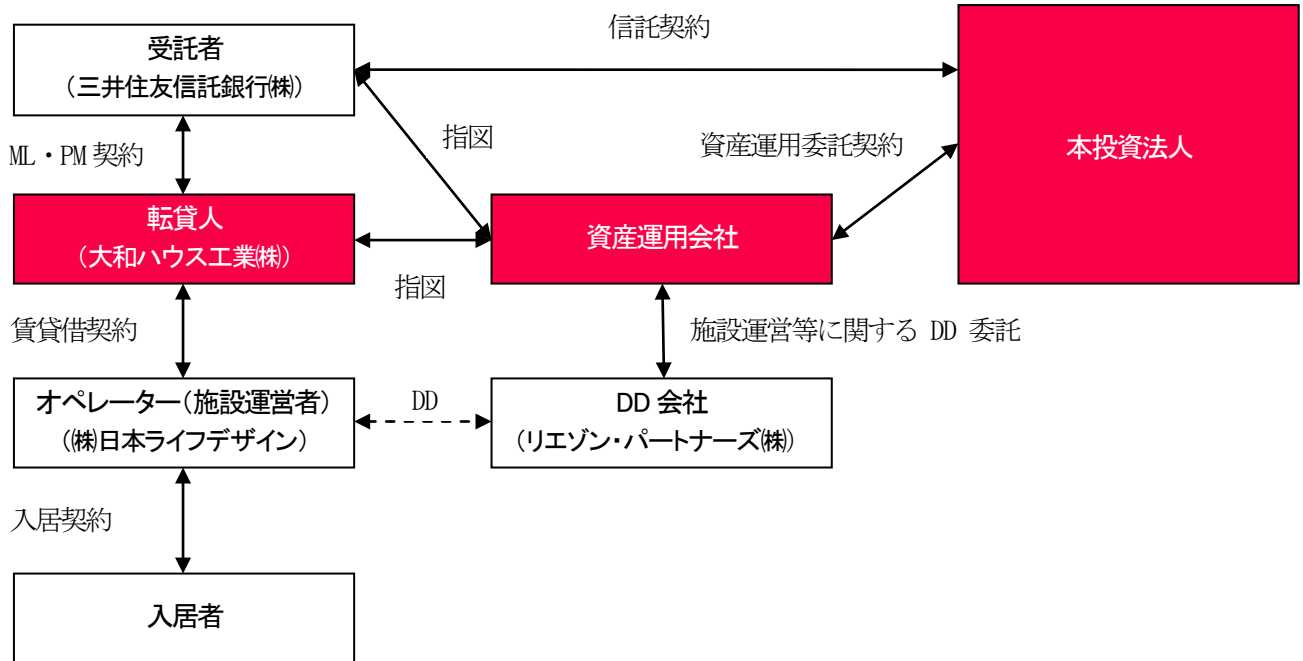 信託契約
受託者
（三井住友信託銀行㈱）
本投資法人
指図
資産運用委託契約
ML・PM 契約
転貸人
（大和ハウス工業㈱）
資産運用会社
指図
賃貸借契約
施設運営等に関する DD 委託
オペレーター（施設運営者）
（㈱日本ライフデザイン）
DD
DD 会社
（リエゾン・パートナーズ㈱）
入居契約
入居者